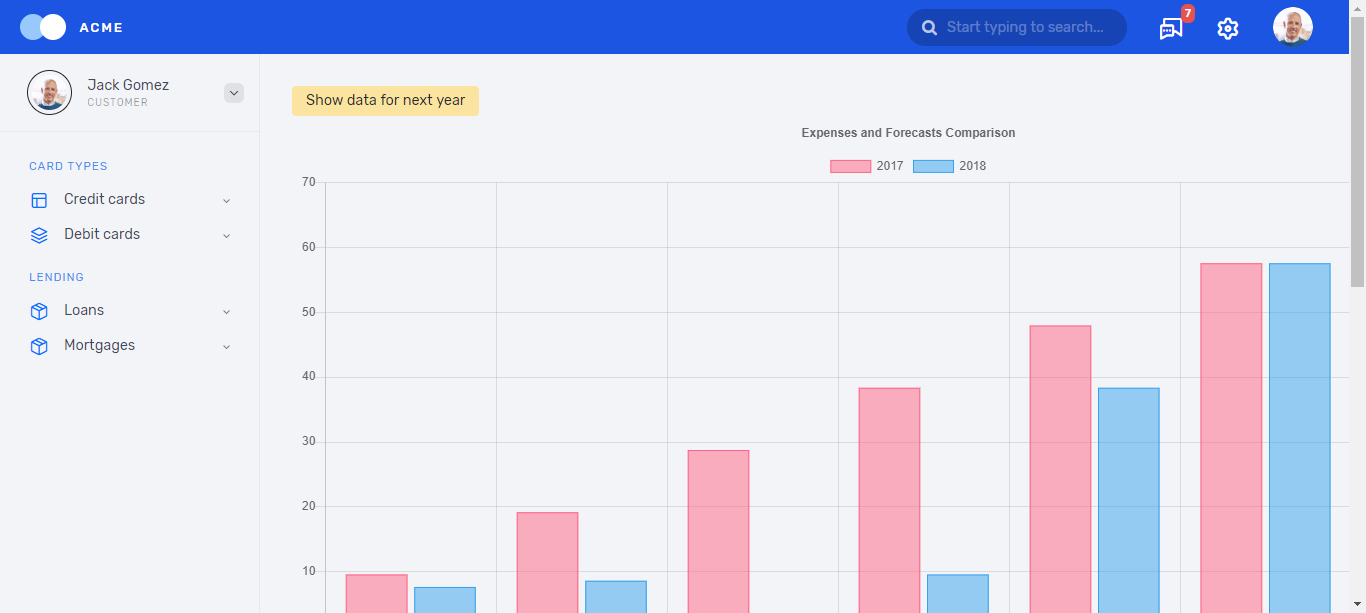 ACME
Start typing to search...
7
Jack Gomez
CUSTOMER
CARD TYPES
Credit cards
Debit cards
LENDING
Loans
Mortgages
Show data for next year
Expenses and Forecasts Comparison
2017 2018
70
60
50
40
30
20
10